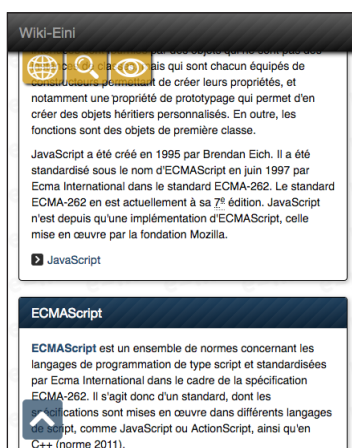 Wiki-Eini
par des objets qui ne sont pas des
de classes mais qui sont chacun équipés de
constructeurs permettant de créer leurs propriétés, et
notamment une propriété de prototypage qui permet d'en
créer des objets héritiers personnalisés. En outre, les
fonctions sont des objets de première classe.
JavaScript a été créé en 1995 par Brendan Eich. Il a été
standardisé sous le nom d'ECMAScript en juin 1997 par
Ecma International dans le standard ECMA-262. Le standard
ECMA-262 en est actuellement à sa 7e édition. JavaScript
n'est depuis qu'une implémentation d'ECMAScript, celle
mise en œuvre par la fondation Mozilla.
JavaScript
ECMAScript
ECMAScript est un ensemble de normes concernant les
langages de programmation de type script et standardisées
par Ecma International dans le cadre de la spécification
ECMA-262. Il s'agit donc d'un standard, dont les
spécifications sont mises en œuvre dans différents langages
de script, comme JavaScript ou ActionScript, ainsi qu'en
C++ (norme 2011).